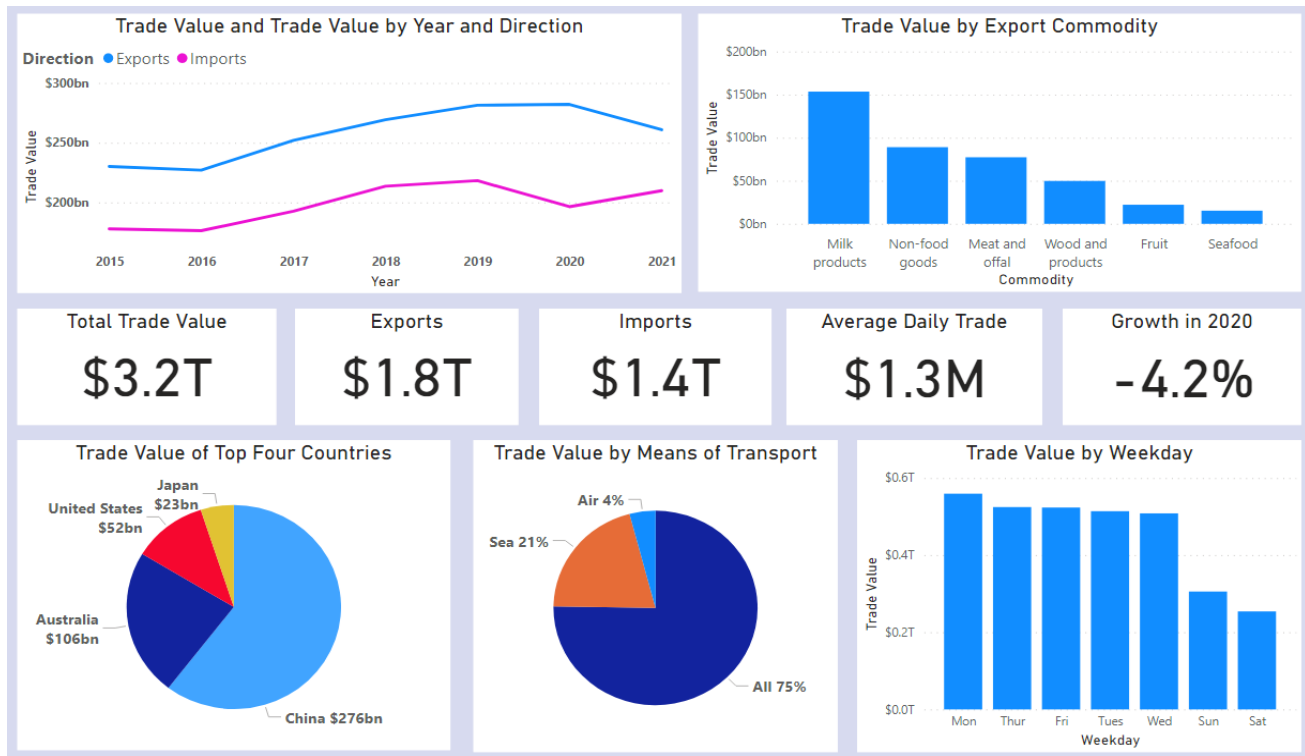 Trade Value and Trade Value by Year and Direction
Direction Exports Imports
$300bn
$250bn
$200bn
Trade Value
2015 2016 2017 2018 2019 2020 2021
Year
Trade Value by Export Commodity
$200bn
$150bn
$100bn
$50bn
$0bn
Trade Value
Milk products
Non-food goods
Meat and offal
Wood and products
Fruit
Seafood
Commodity
Total Trade Value
$3.2T
Exports
$1.8T
Imports
$1.4T
Average Daily Trade
$1.3M
Growth in 2020
-4.2%
Trade Value of Top Four Countries
Japan
$23bn
United States
$52bn
Australia
$106bn
China $276bn
Trade Value by Means of Transport
Air 4%
Sea 21%
All 75%
Trade Value by Weekday
$0.6T
$0.4T
$0.2T
$0.0T
Trade Value
Mon Thur Fri Tues Wed Sun Sat
Weekday